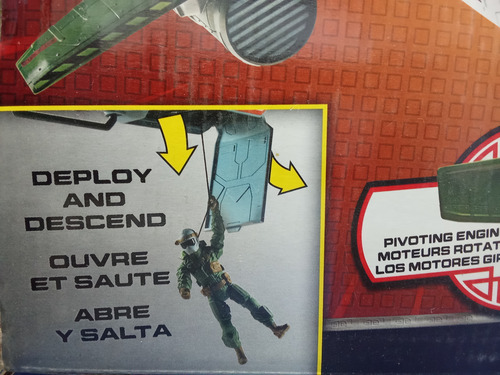 DEPLOY
AND
DESCEND
OUVRE
ET SAUTE
ABRE
Y SALTA
PIVOTING ENGIN
MOTEURS ROTAT
LOS MOTORES GIR